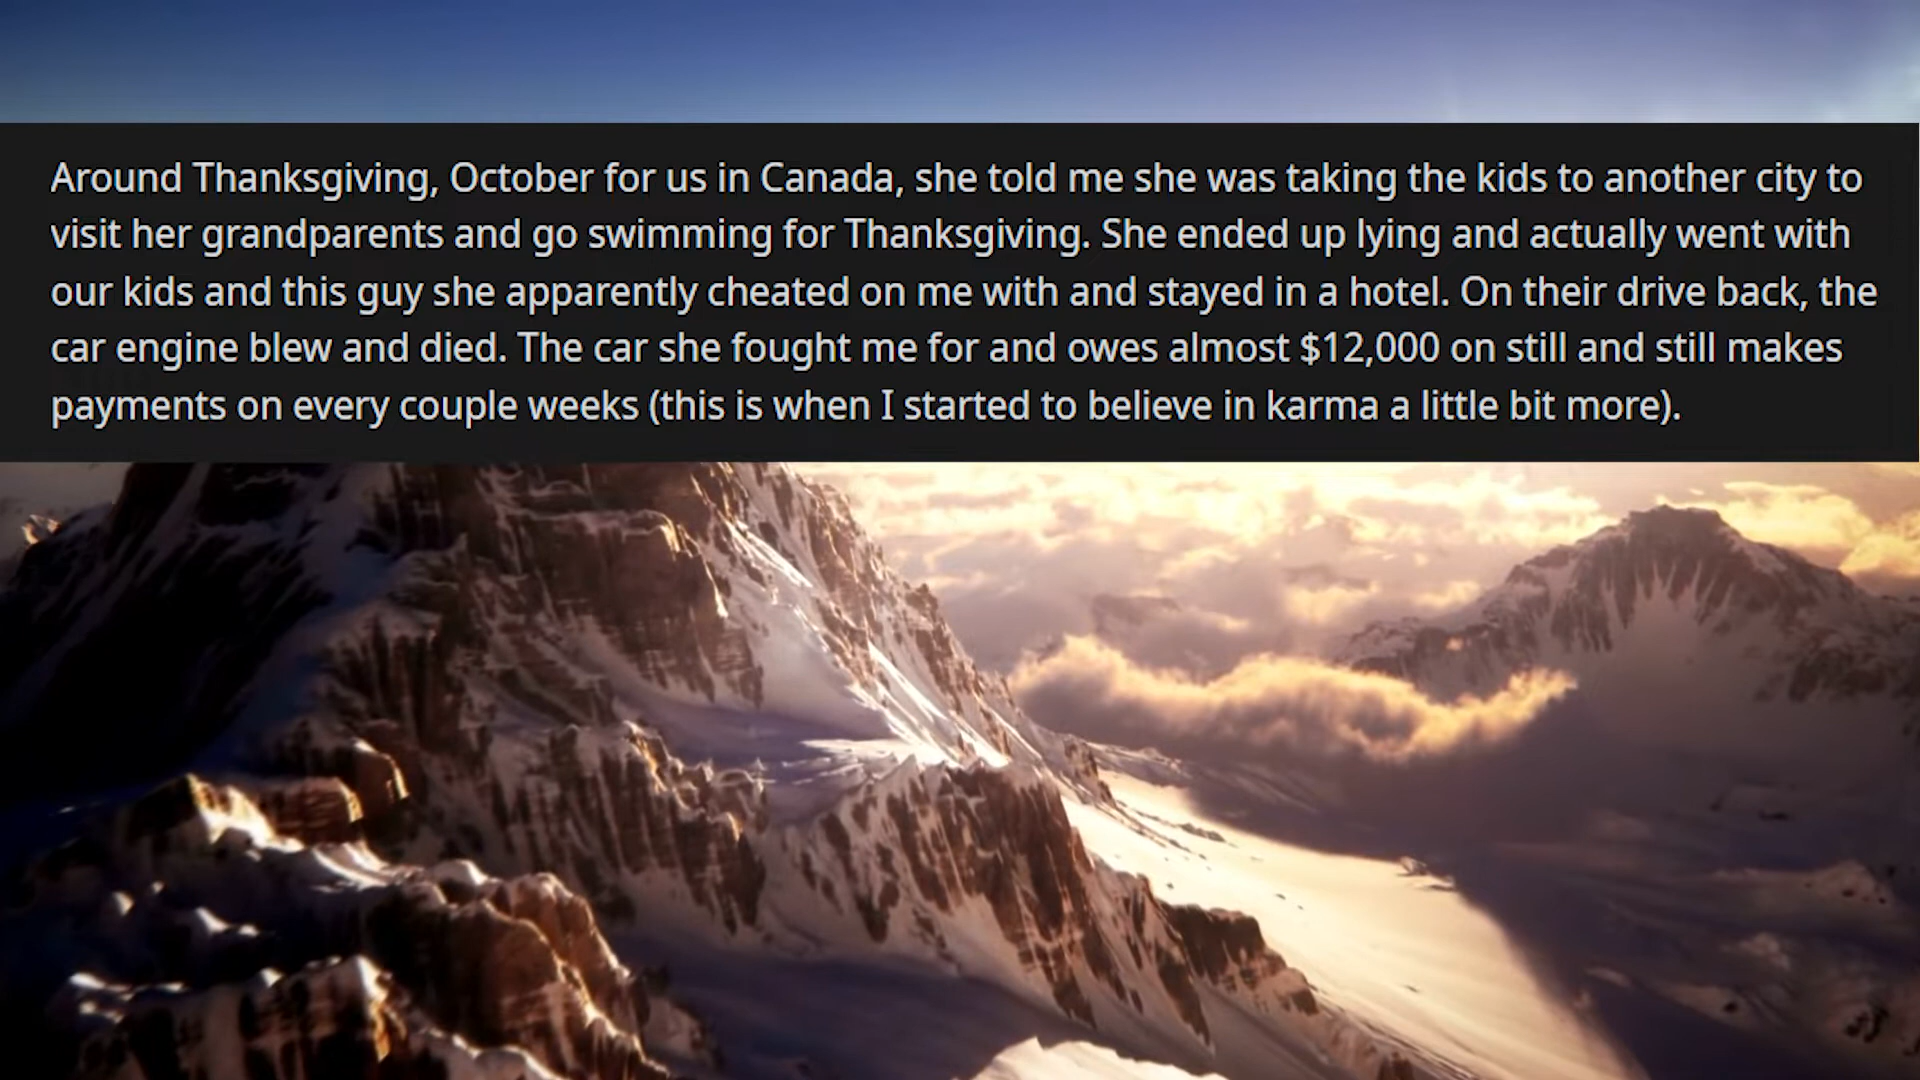 Around Thanksgiving, October for us in Canada, she told me she was taking the kids to another city to
visit her grandparents and go swimming for Thanksgiving. She ended up lying and actually went with
our kids and this guy she apparently cheated on me with and stayed in a hotel. On their drive back, the
car engine blew and died. The car she fought me for and owes almost $12,000 on still and still makes
payments on every couple weeks (this is when I started to believe in karma a little bit more).